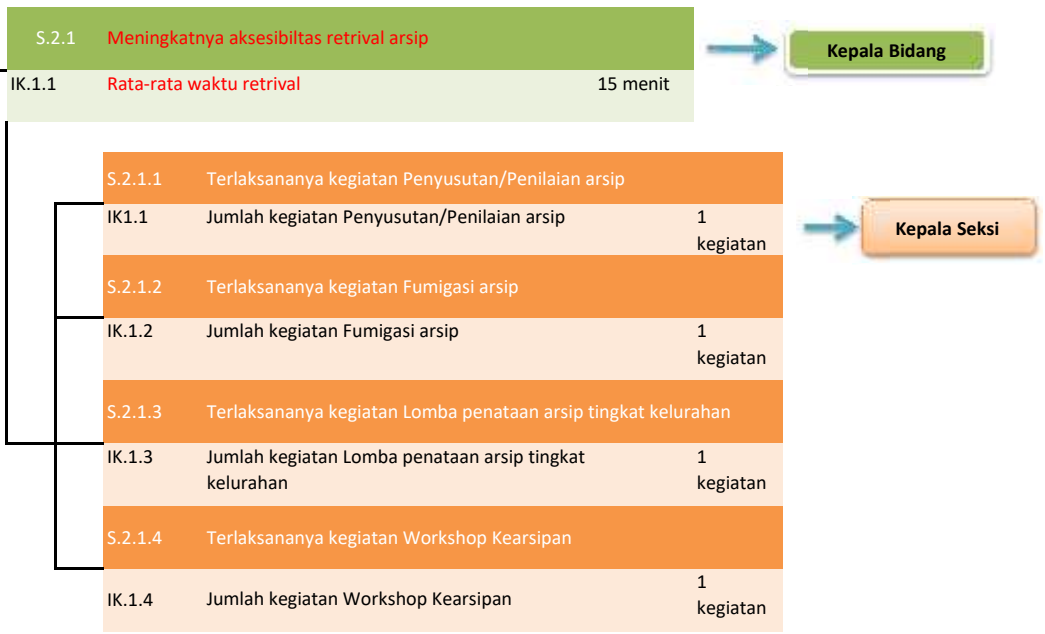 S.2.1 Meningkatnya aksesibiltas retrival arsip
Kepala Bidang
IK.1.1 Rata-rata waktu retrival 15 menit
S.2.1.1 Terlaksananya kegiatan Penyusutan/Penilaian arsip
IK1.1 Jumlah kegiatan Penyusutan/Penilaian arsip 1
kegiatan
Kepala Seksi
S.2.1.2 Terlaksananya kegiatan Fumigasi arsip
IK.1.2 Jumlah kegiatan Fumigasi arsip 1
kegiatan
S.2.1.3 Terlaksananya kegiatan Lomba penataan arsip tingkat kelurahan
IK.1.3 Jumlah kegiatan Lomba penataan arsip tingkat 1
kelurahan kegiatan
S.2.1.4 Terlaksananya kegiatan Workshop Kearsipan
IK.1.4 Jumlah kegiatan Workshop Kearsipan 1
kegiatan